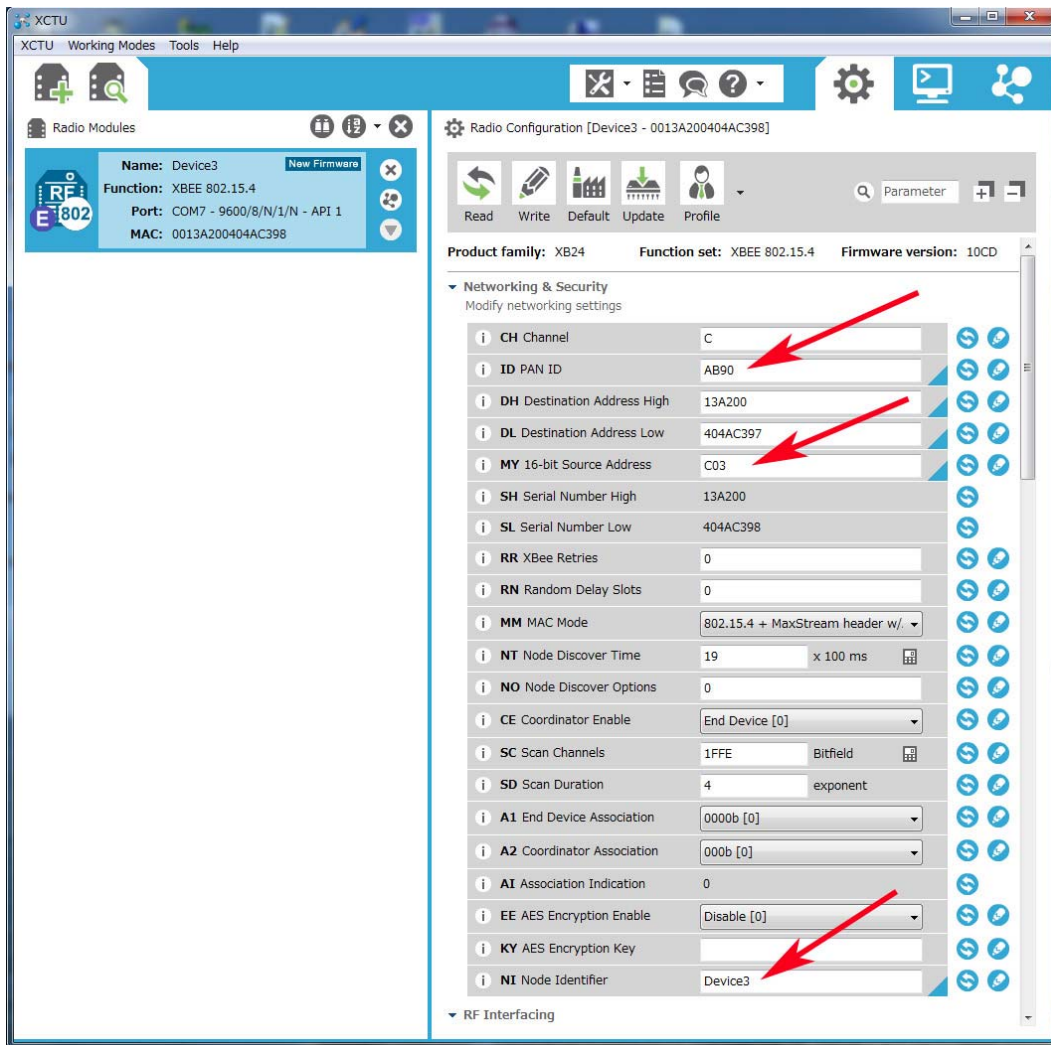 XCTU
XCTU Working Modes Tools Help
Radio Modules
Name: Device3 New Firmware
Function: XBEE 802.15.4
Port: COM7 - 9600/8/N/1/N - API 1
MAC: 0013A200404AC398
RF
E 802
Radio Configuration [Device3 - 0013A200404AC398]
Read Write Default Update Profile
Parameter
Product family: XB24 Function set: XBEE 802.15.4 Firmware version: 10CD
Networking & Security
Modify networking settings
i CH Channel C
i ID PAN ID AB90
i DH Destination Address High 13A200
i DL Destination Address Low 404AC397
i MY 16-bit Source Address C03
i SH Serial Number High 13A200
i SL Serial Number Low 404AC398
i RR XBee Retries 0
i RN Random Delay Slots 0
i MM MAC Mode 802.15.4 + MaxStream header w/.
i NT Node Discover Time 19 x 100 ms
i NO Node Discover Options 0
i CE Coordinator Enable End Device [0]
i SC Scan Channels 1FFE Bitfield
i SD Scan Duration 4 exponent
i A1 End Device Association 0000b [0]
i A2 Coordinator Association 000b [0]
i AI Association Indication 0
i EE AES Encryption Enable Disable [0]
i KY AES Encryption Key
i NI Node Identifier Device3
RF Interfacing